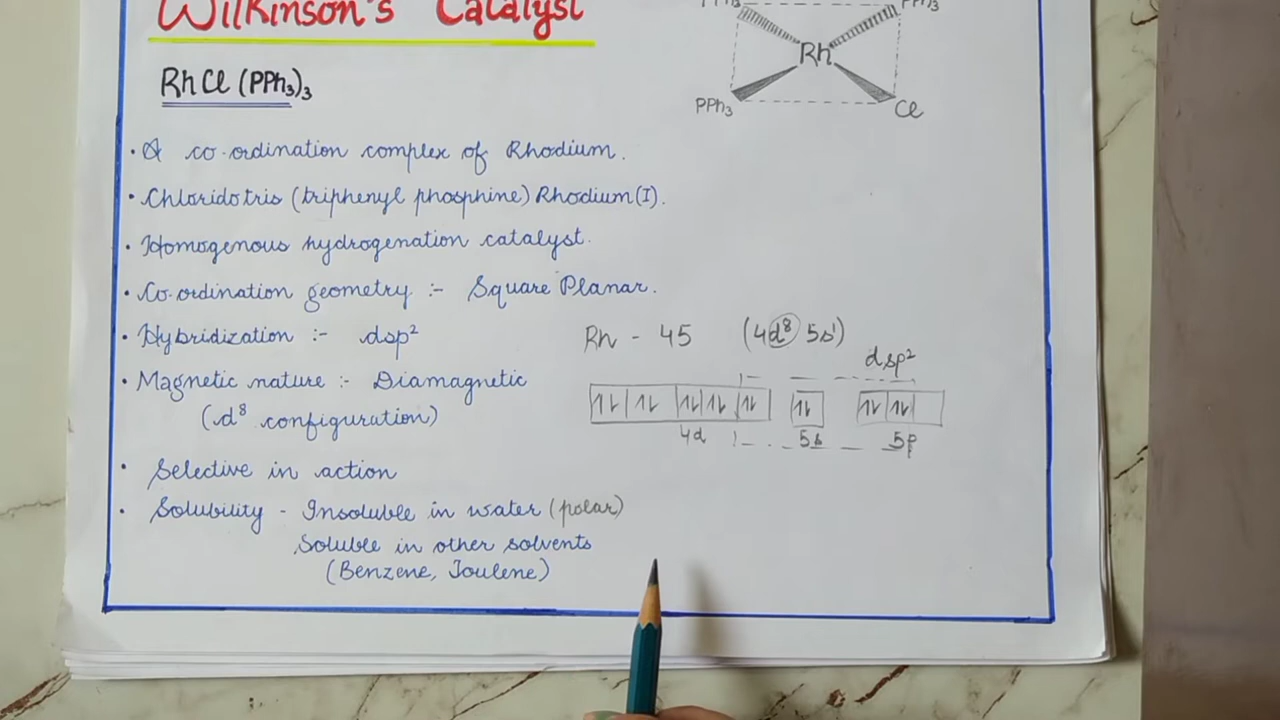 Wilkinson's Catalyst
RhCl(PPh₃)₃
PPh₃ PPh₃
Rh
PPh₃ Cl
• A co-ordination complex of Rhodium.
• Chloridotris (triphenyl phosphine) Rhodium(I).
• Homogenous hydrogenation catalyst.
• Co-ordination geometry :- Square Planar.
• Hybridization :- dsp²
Rh - 45 (4d⁸ 5s¹)
dsp²
• Magnetic nature :- Diamagnetic
(d⁸ configuration)
4d 5s 5p
• Selective in action
• Solubility - Insoluble in water (polar)
Soluble in other solvents
(Benzene, Toulene)